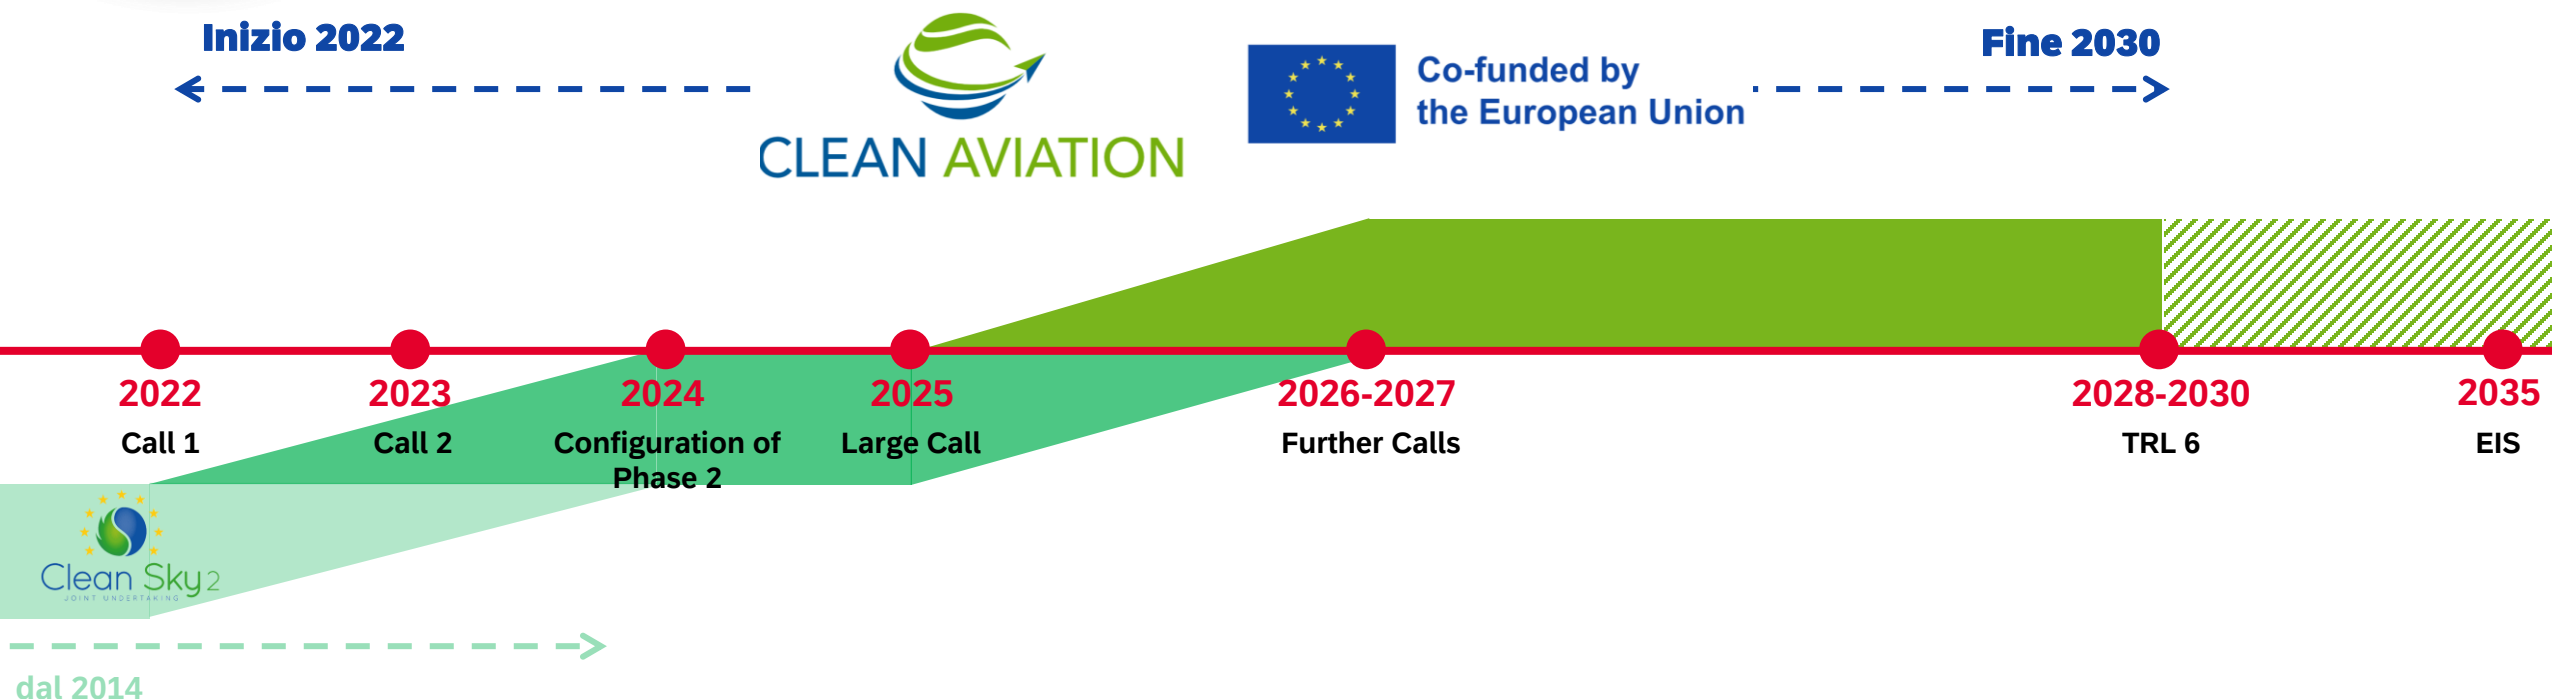 Inizio 2022
Fine 2030
CLEAN AVIATION
Co-funded by
the European Union
2022
2023
2024
2025
2026-2027
2028-2030
2035
Call 1
Call 2
Configuration of
Phase 2
Large Call
Further Calls
TRL 6
EIS
Clean Sky 2
JOINT UNDERTAKING
dal 2014